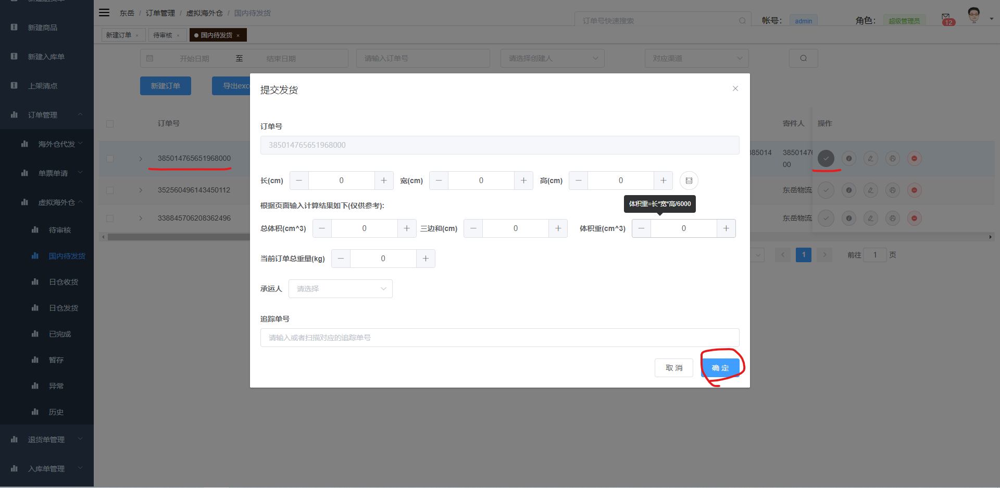 东岳 / 订单管理 / 虚拟海外仓 / 国内待发货
订单号快速搜索
帐号：
admin
角色：
超级管理员
12
新建订单 ×
待审核 ×
国内待发货 ×
新建商品
新建入库单
上架清点
订单管理
海外仓代发
单票单请
虚拟海外仓
待审核
国内待发货
日仓收货
日仓发货
已完成
暂存
异常
历史
退货单管理
入库单管理
开始日期 至 结束日期
请输入订单号
请选择创建人
对应渠道
新建订单
导出exc
订单号
寄件人
操作
385014765651968000
385014
3850147
00
352560496143450112
东岳物流
338845706208362496
东岳物流
1
前往 1 页
提交发货
订单号
385014765651968000
长(cm) 0 宽(cm) 0 高(cm) 0
体积重=长*宽*高/6000
根据页面输入计算结果如下(仅供参考):
总体积(cm^3) 0 三边和(cm) 0 体积重(cm^3) 0
当前订单总重量(kg) 0
承运人 请选择
追踪单号
请输入或者扫描对应的追踪单号
取 消
确 定